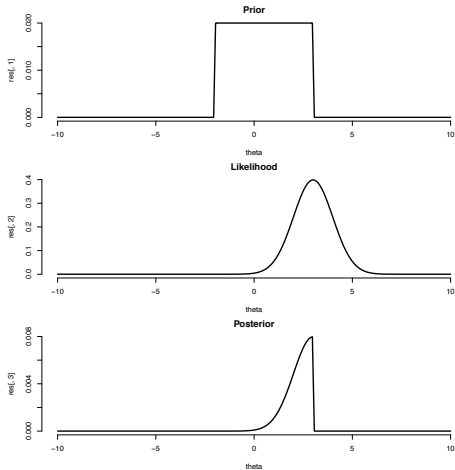 Prior
0.020
0.010
0.000
res[, 1]
−10 −5 0 5 10
theta
Likelihood
0.4
0.3
0.2
0.1
0.0
res[, 2]
−10 −5 0 5 10
theta
Posterior
0.008
0.004
0.000
res[, 3]
−10 −5 0 5 10
theta